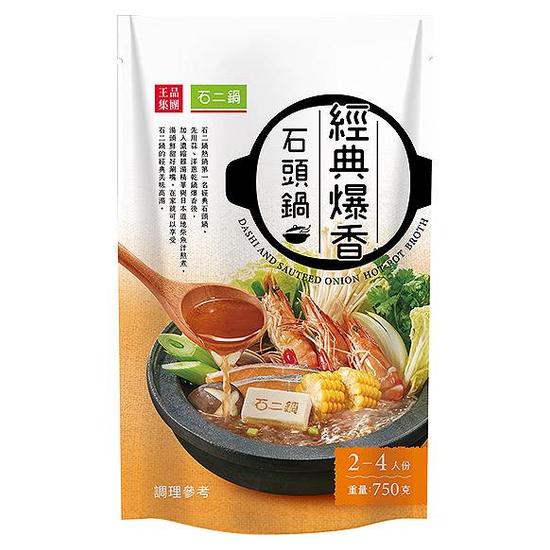 王品
集團
石二鍋
經典爆香
石頭鍋
DASHI AND SAUTEED ONION HOT POT BROTH
石二鍋熱銷第一名經典石頭鍋，
先用蒜、洋蔥乾鍋爆香後，
加入濃縮雞湯精華與日本道地柴魚汁熬煮，
湯頭鮮甜好涮嘴，在家就可以享受
石二鍋的經典美味高湯。
石二鍋
2-4人份
重量:750克
調理參考